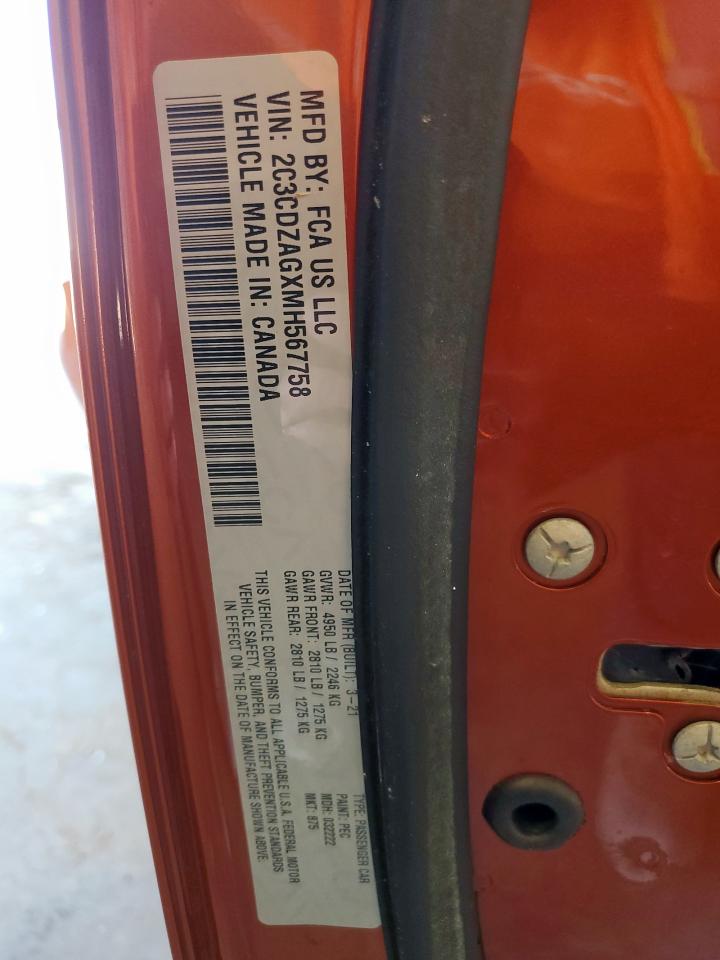 MFD BY: FCA US LLC
VIN: 2C3CDZAGXMH567758
VEHICLE MADE IN: CANADA
DATE OF MFR (BUILT): 3-21
GVWR: 4950 LB / 2246 KG
GAWR FRONT: 2810 LB / 1275 KG
GAWR REAR: 2810 LB / 1275 KG
TYPE: PASSENGER CAR
PAINT: PEC
MDH: 032222
MKT: 875
THIS VEHICLE CONFORMS TO ALL APPLICABLE U.S.A. FEDERAL MOTOR
VEHICLE SAFETY, BUMPER, AND THEFT PREVENTION STANDARDS
IN EFFECT ON THE DATE OF MANUFACTURE SHOWN ABOVE.